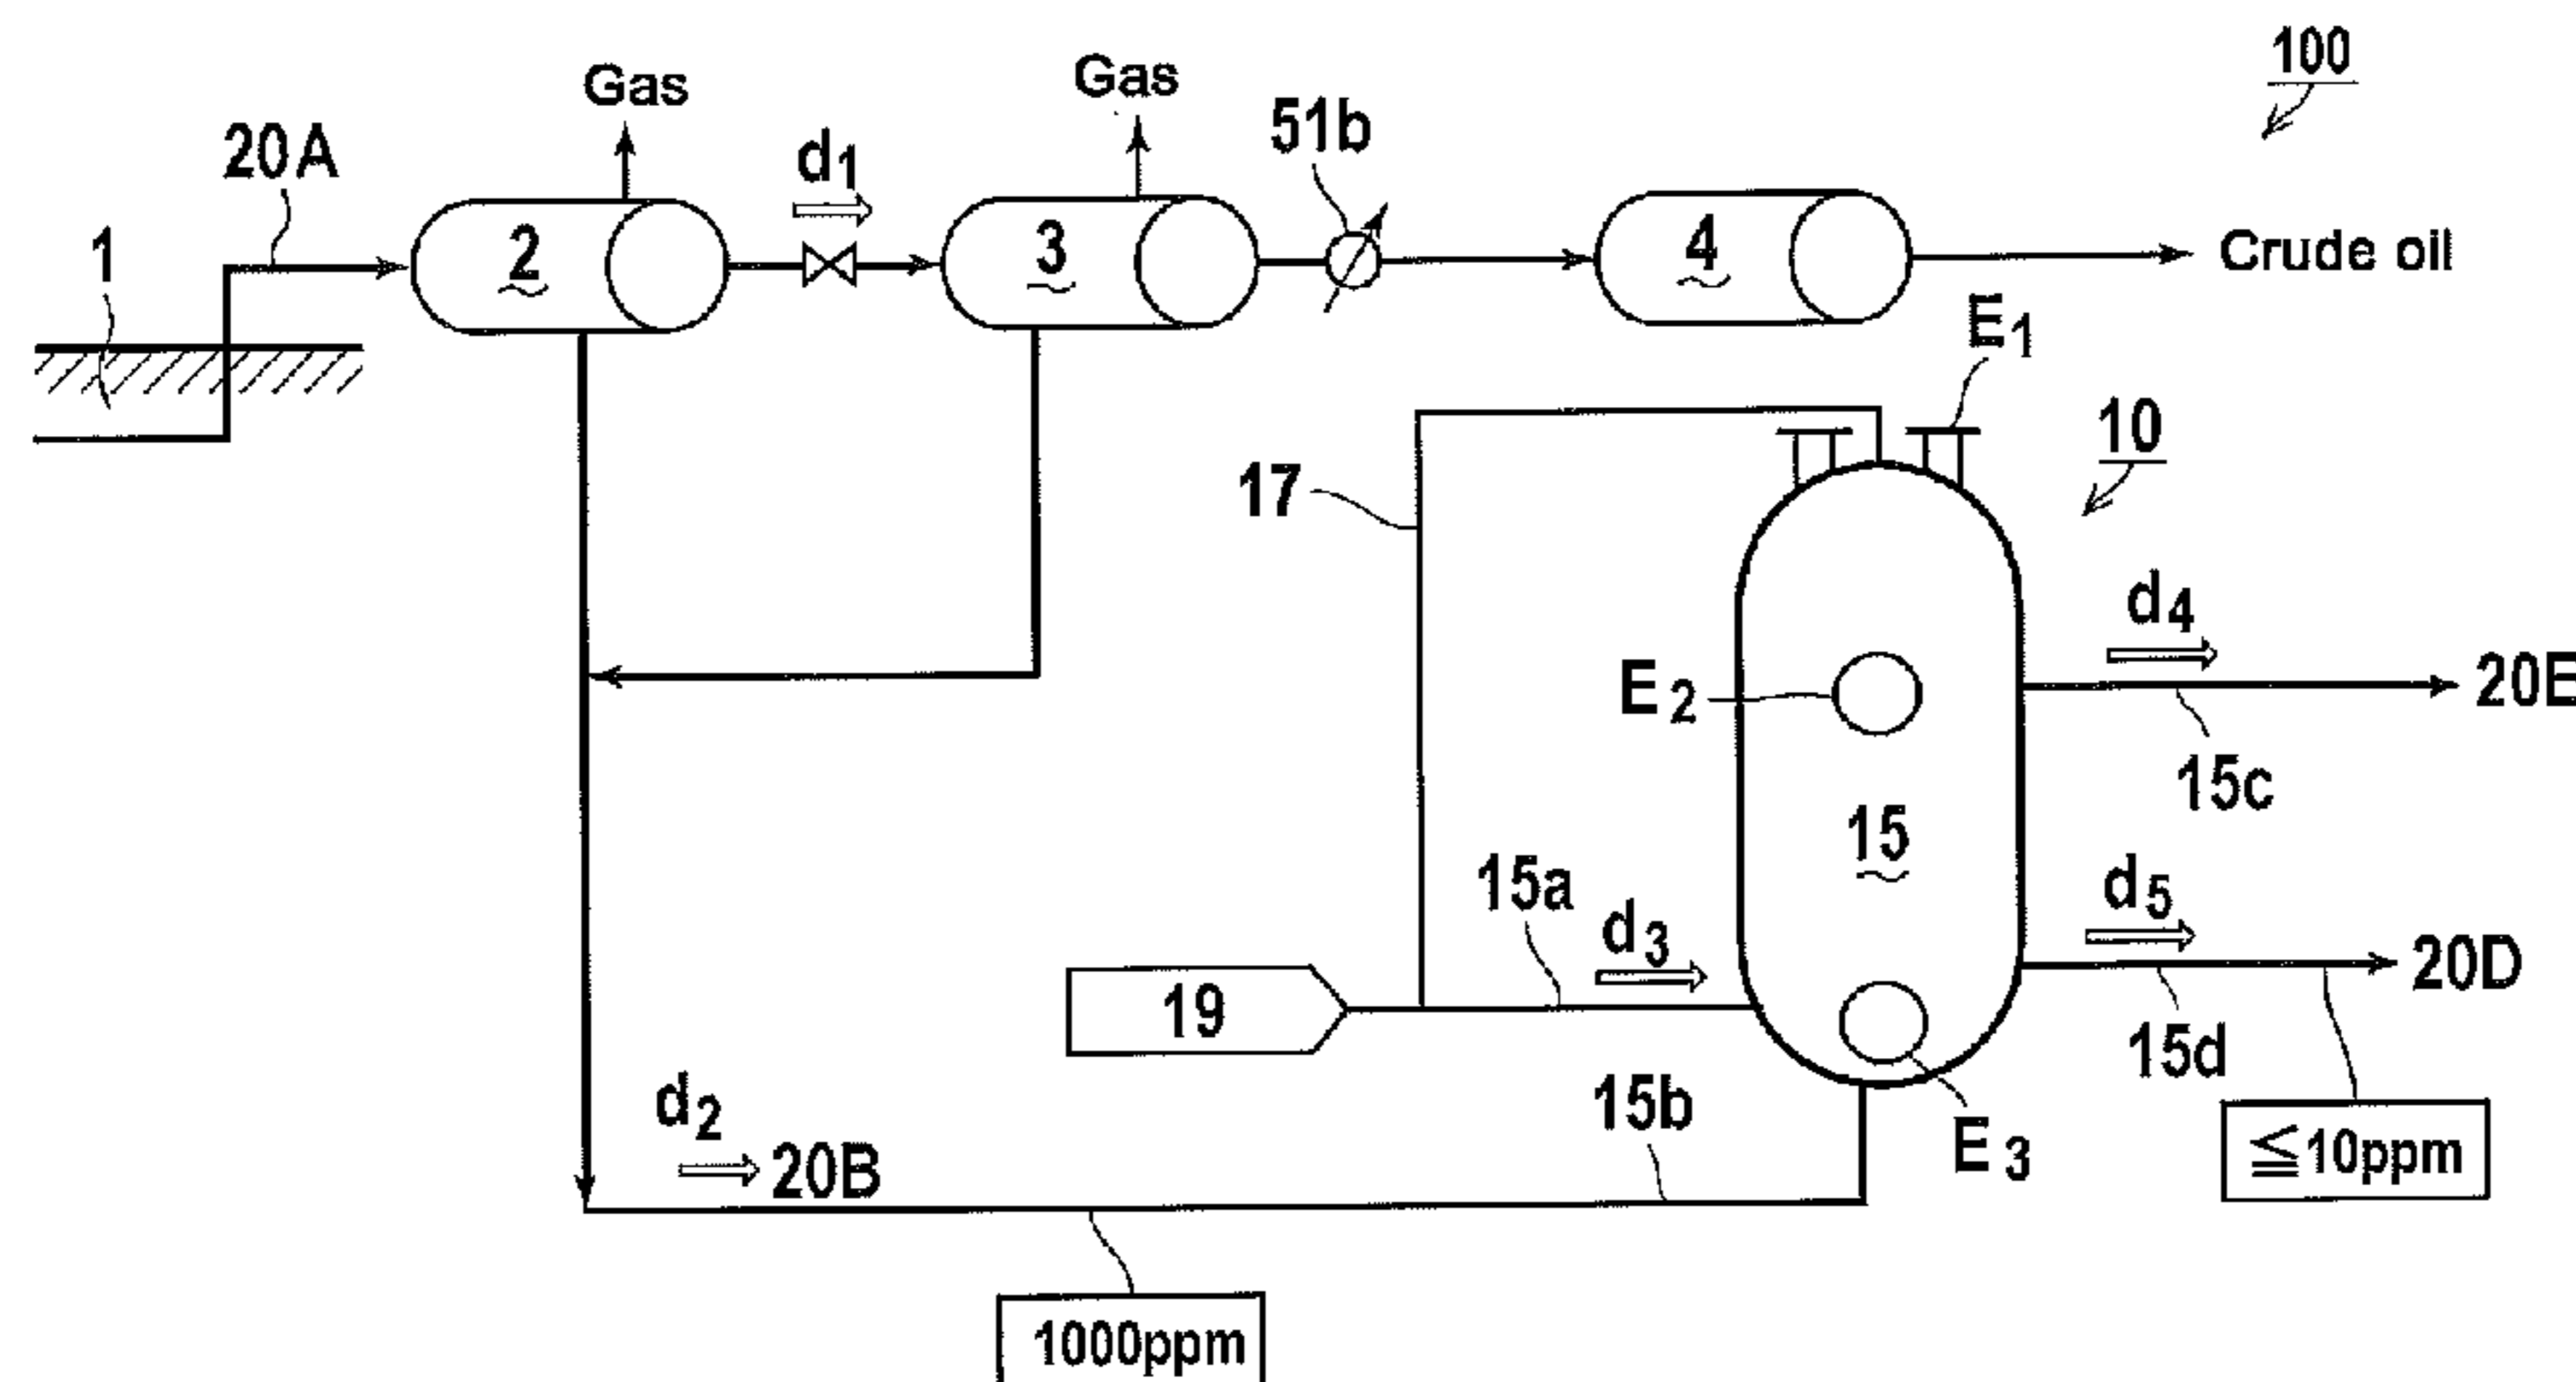 100
Gas
Gas
20A
d1
51b
1
2
3
4
Crude oil
E1
10
17
d4
E2
20E
15c
15
15a
d3
d5
19
20D
15d
d2
20B
15b
E3
≦10ppm
1000ppm